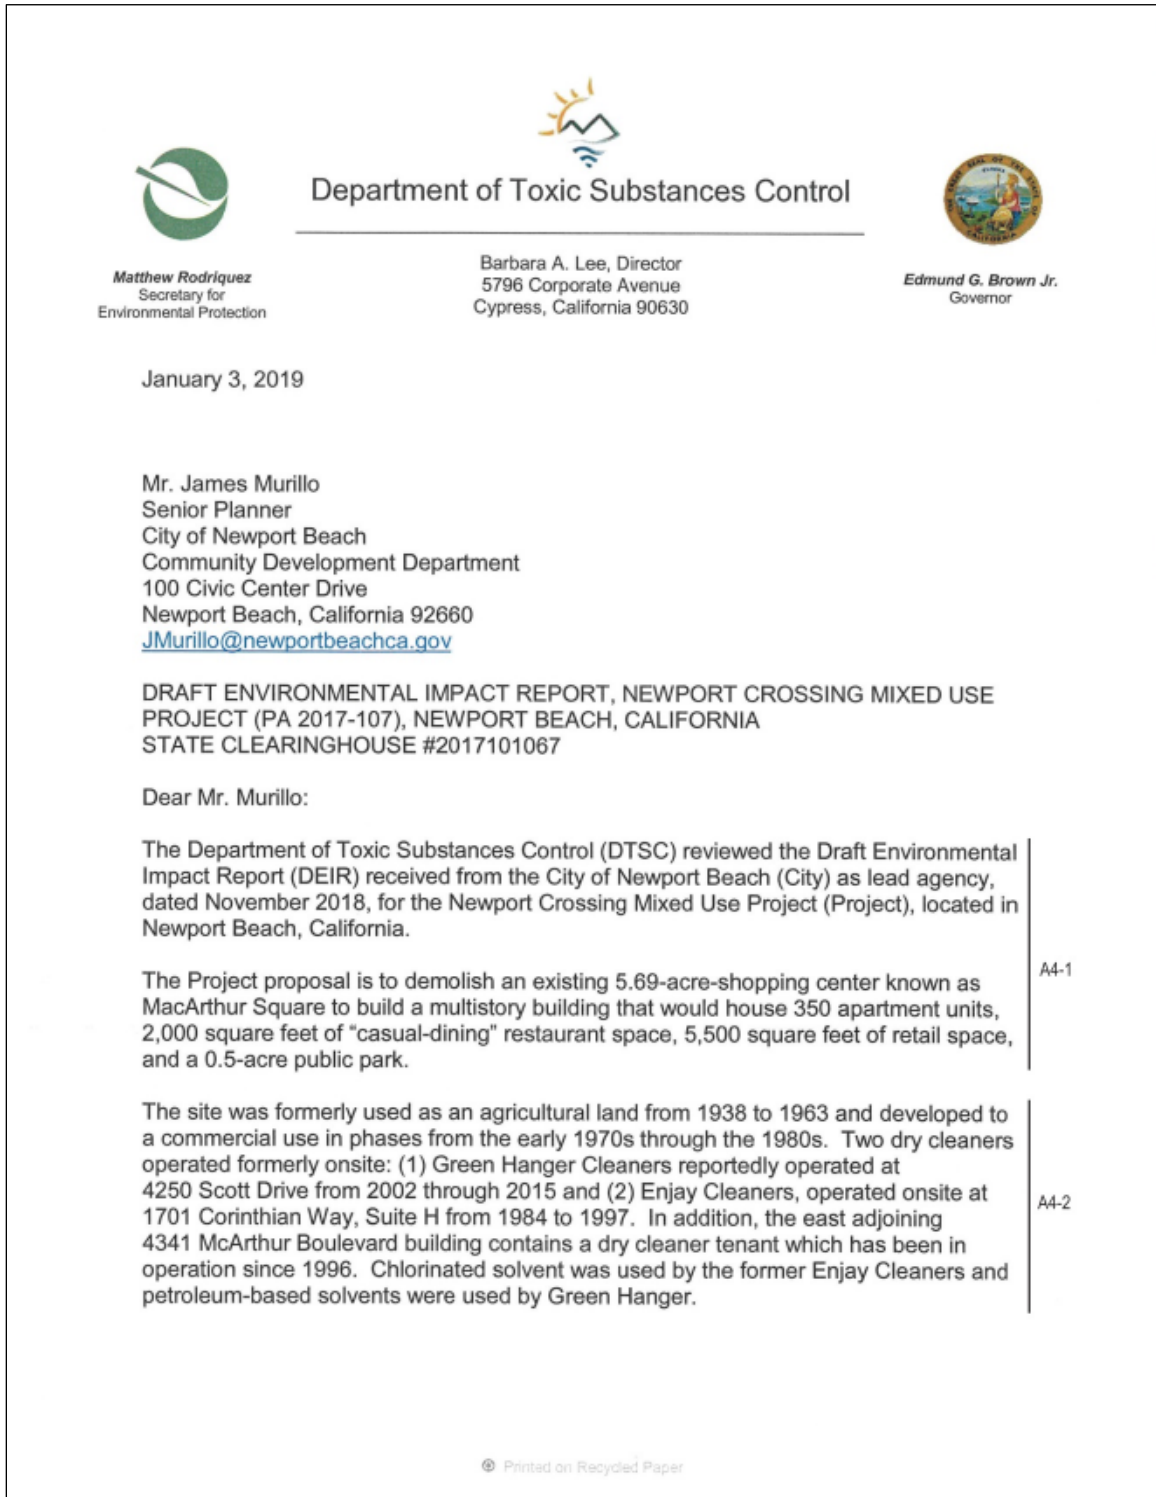 Department of Toxic Substances Control
Matthew Rodriquez
Secretary for
Environmental Protection
Barbara A. Lee, Director
5796 Corporate Avenue
Cypress, California 90630
Edmund G. Brown Jr.
Governor
January 3, 2019
Mr. James Murillo
Senior Planner
City of Newport Beach
Community Development Department
100 Civic Center Drive
Newport Beach, California 92660
JMurillo@newportbeachca.gov
DRAFT ENVIRONMENTAL IMPACT REPORT, NEWPORT CROSSING MIXED USE
PROJECT (PA 2017-107), NEWPORT BEACH, CALIFORNIA
STATE CLEARINGHOUSE #2017101067
Dear Mr. Murillo:
The Department of Toxic Substances Control (DTSC) reviewed the Draft Environmental
Impact Report (DEIR) received from the City of Newport Beach (City) as lead agency,
dated November 2018, for the Newport Crossing Mixed Use Project (Project), located in
Newport Beach, California.
A4-1
The Project proposal is to demolish an existing 5.69-acre-shopping center known as
MacArthur Square to build a multistory building that would house 350 apartment units,
2,000 square feet of “casual-dining” restaurant space, 5,500 square feet of retail space,
and a 0.5-acre public park.
The site was formerly used as an agricultural land from 1938 to 1963 and developed to
a commercial use in phases from the early 1970s through the 1980s.  Two dry cleaners
operated formerly onsite: (1) Green Hanger Cleaners reportedly operated at
4250 Scott Drive from 2002 through 2015 and (2) Enjay Cleaners, operated onsite at
1701 Corinthian Way, Suite H from 1984 to 1997.  In addition, the east adjoining
4341 McArthur Boulevard building contains a dry cleaner tenant which has been in
operation since 1996.  Chlorinated solvent was used by the former Enjay Cleaners and
petroleum-based solvents were used by Green Hanger.
A4-2
Printed on Recycled Paper